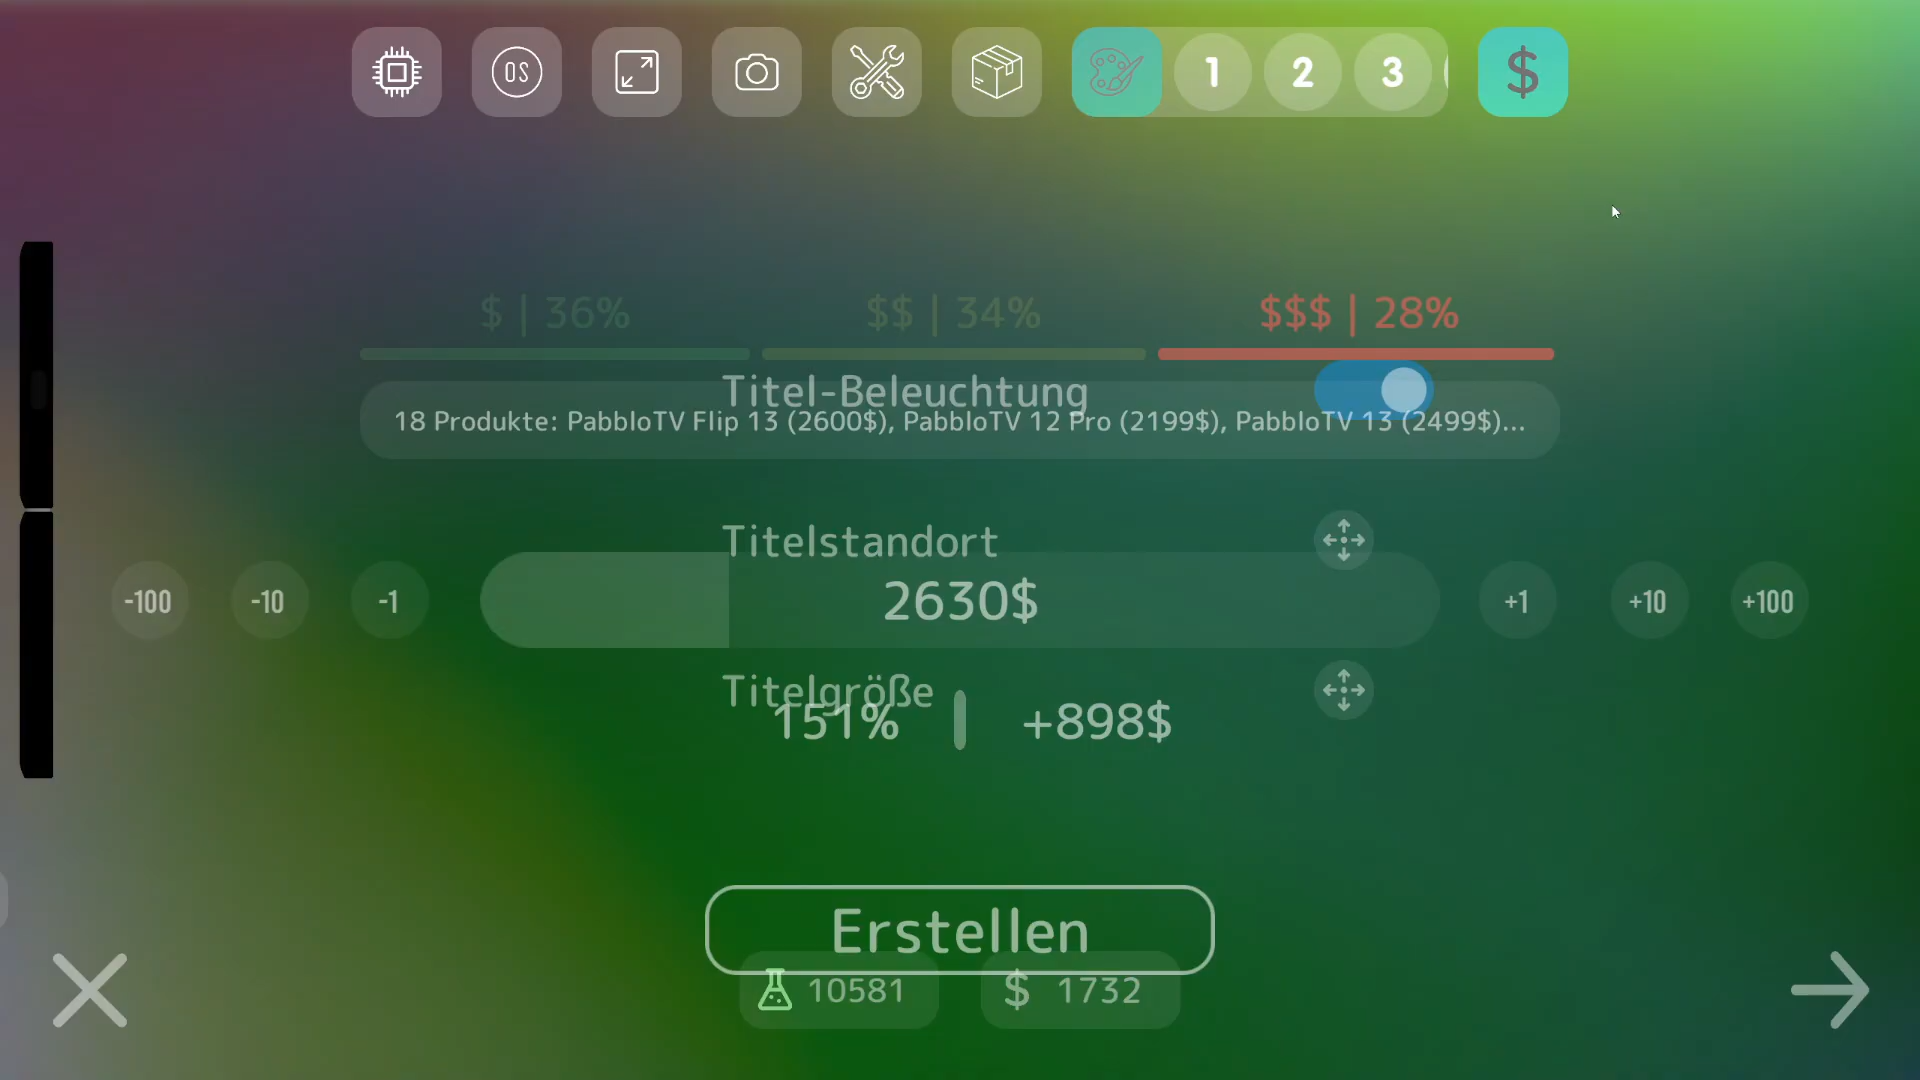 OS
1
2
3
$
$ | 36%
$$ | 34%
$$$ | 28%
Titel-Beleuchtung
18 Produkte: PabbloTV Flip 13 (2600$), PabbloTV 12 Pro (2199$), PabbloTV 13 (2499$)...
Titelstandort
-100
-10
-1
2630$
+1
+10
+100
Titelgröße
151%
+898$
Erstellen
10581
$ 1732